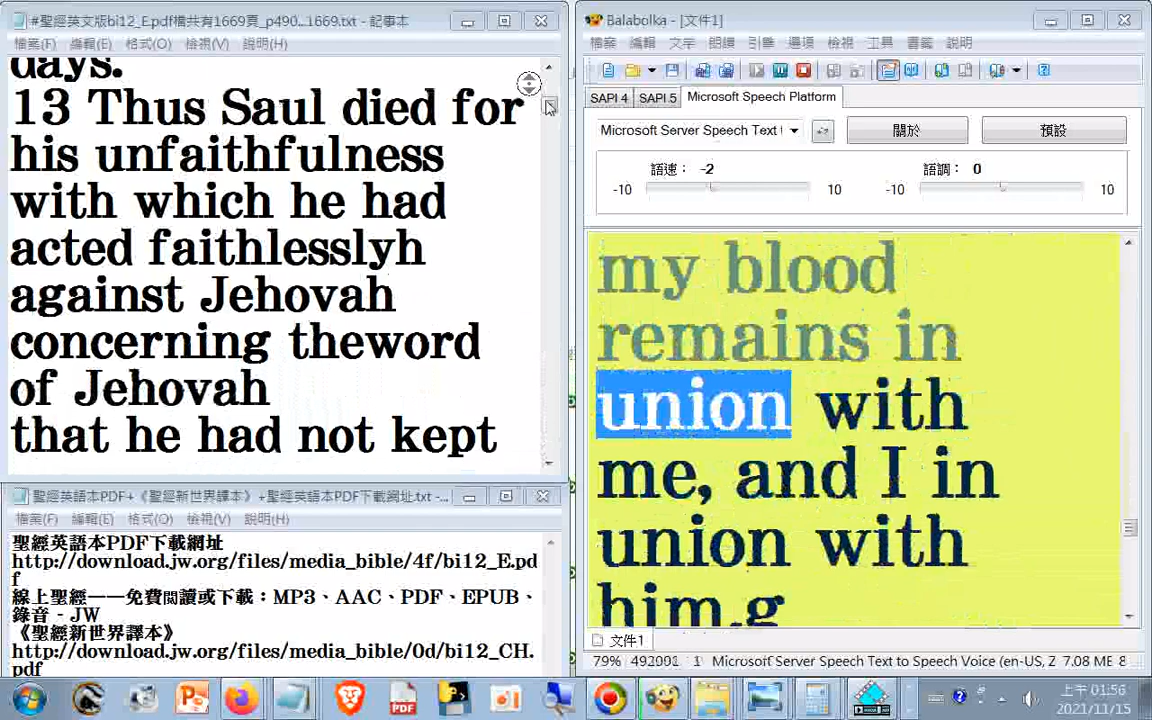 #聖經英文版bi12_E.pdf檔共有1669頁_p490...1669.txt - 記事本
檔案(F) 編輯(E) 格式(O) 檢視(V) 說明(H)
days.
13 Thus Saul died for
his unfaithfulness
with which he had
acted faithlesslyh
against Jehovah
concerning theword
of Jehovah
that he had not kept
聖經英語本PDF+《聖經新世界譯本》+聖經英語本PDF下載網址.txt -...
檔案(F) 編輯(E) 格式(O) 檢視(V) 說明(H)
聖經英語本PDF下載網址
http://download.jw.org/files/media_bible/4f/bi12_E.pd
f
線上聖經——免費閱讀或下載：MP3、AAC、PDF、EPUB、
錄音 - JW
《聖經新世界譯本》
http://download.jw.org/files/media_bible/0d/bi12_CH.
pdf
Balabolka - [文件1]
檔案 編輯 文字 朗讀 引擎 選項 檢視 工具 書籤 說明
SAPI 4 SAPI 5 Microsoft Speech Platform
Microsoft Server Speech Text 關於 預設
語速： -2 語調： 0
-10 10 -10 10
my blood
remains in
union with
me, and I in
union with
him.g
文件1
79% 492001 1 Microsoft Server Speech Text to Speech Voice (en-US, Z 7.08 ME 8
PDF
上午 01:56
2021/11/15